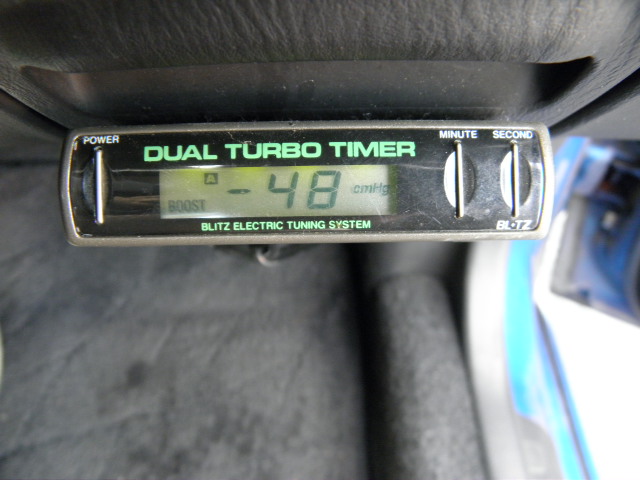 POWER
MINUTE SECOND
DUAL TURBO TIMER
A
-48 cmHg
BOOST
BLITZ
BLITZ ELECTRIC TUNING SYSTEM